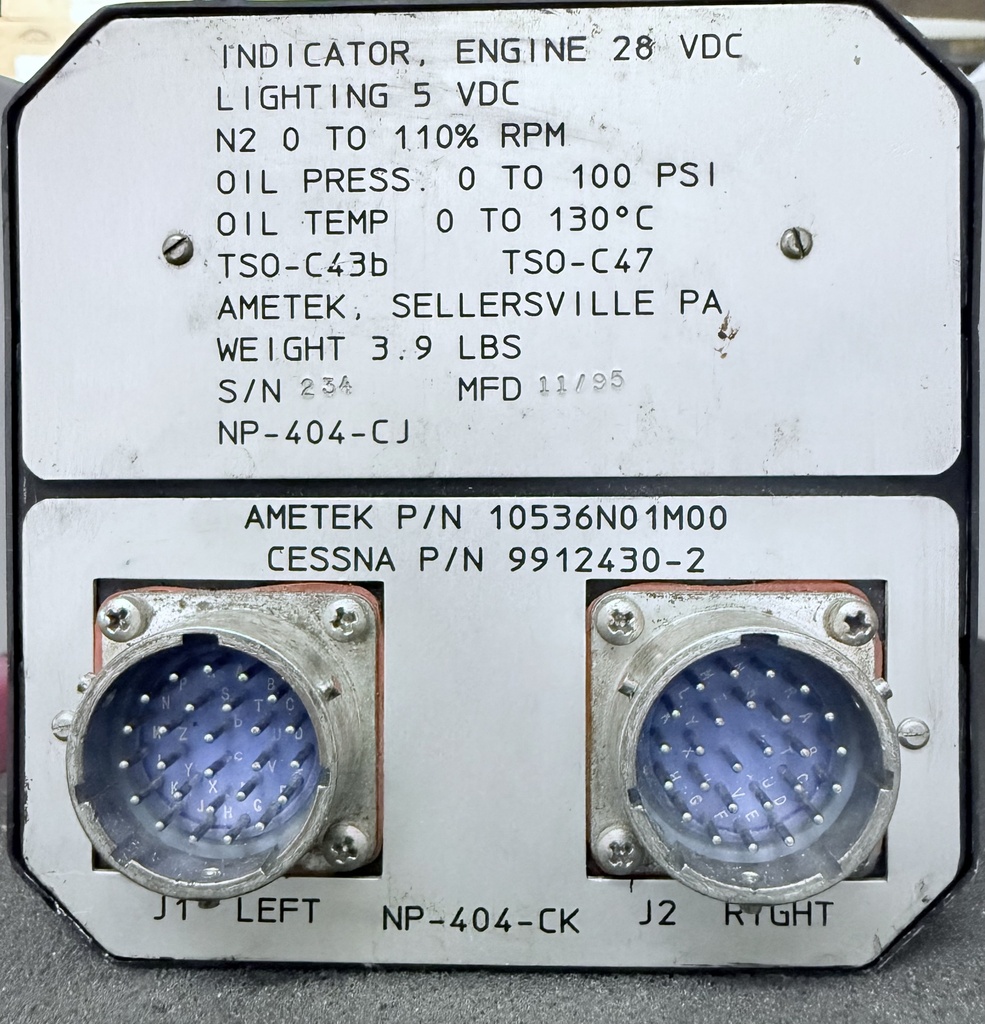 INDICATOR, ENGINE 28 VDC
LIGHTING 5 VDC
N2 0 TO 110% RPM
OIL PRESS. 0 TO 100 PSI
OIL TEMP 0 TO 130°C
TSO-C43b TSO-C47
AMETEK, SELLERSVILLE PA
WEIGHT 3.9 LBS
S/N 234 MFD 11/95
NP-404-CJ
AMETEK P/N 10536N01M00
CESSNA P/N 9912430-2
J1 LEFT NP-404-CK J2 RIGHT